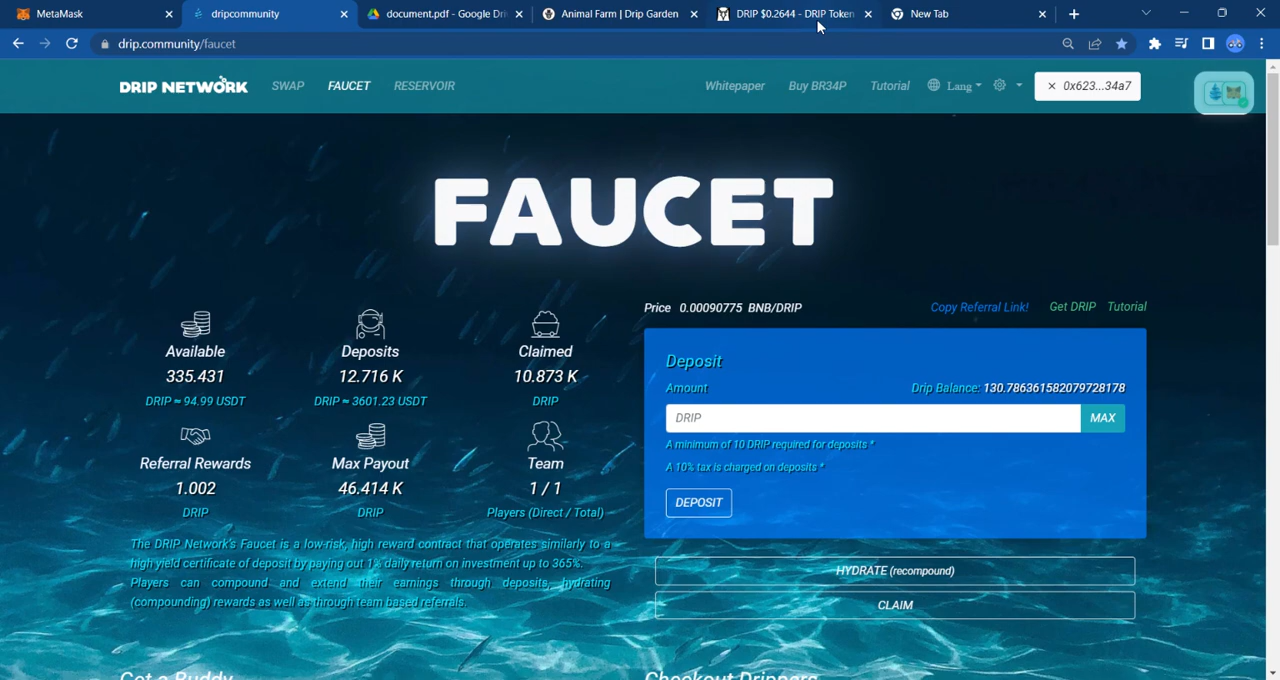 MetaMask
dripcommunity
document.pdf - Google Dri
Animal Farm | Drip Garden
DRIP $0.2644 - DRIP Token
New Tab
drip.community/faucet
DRIP NETWORK
SWAP
FAUCET
RESERVOIR
Whitepaper
Buy BR34P
Tutorial
Lang
× 0x623...34a7
FAUCET
Price 0.00090775 BNB/DRIP
Copy Referral Link!
Get DRIP
Tutorial
Available
335.431
DRIP ≈ 94.99 USDT
Deposits
12.716 K
DRIP ≈ 3601.23 USDT
Claimed
10.873 K
DRIP
Referral Rewards
1.002
DRIP
Max Payout
46.414 K
DRIP
Team
1 / 1
Players (Direct / Total)
The DRIP Network's Faucet is a low-risk, high reward contract that operates similarly to a
high yield certificate of deposit by paying out 1% daily return on investment up to 365%.
Players can compound and extend their earnings through deposits, hydrating
(compounding) rewards as well as through team based referrals.
Deposit
Amount
Drip Balance: 130.786361582079728178
DRIP
MAX
A minimum of 10 DRIP required for deposits *
A 10% tax is charged on deposits *
DEPOSIT
HYDRATE (recompound)
CLAIM
Get a Buddy
Checkout Drippers